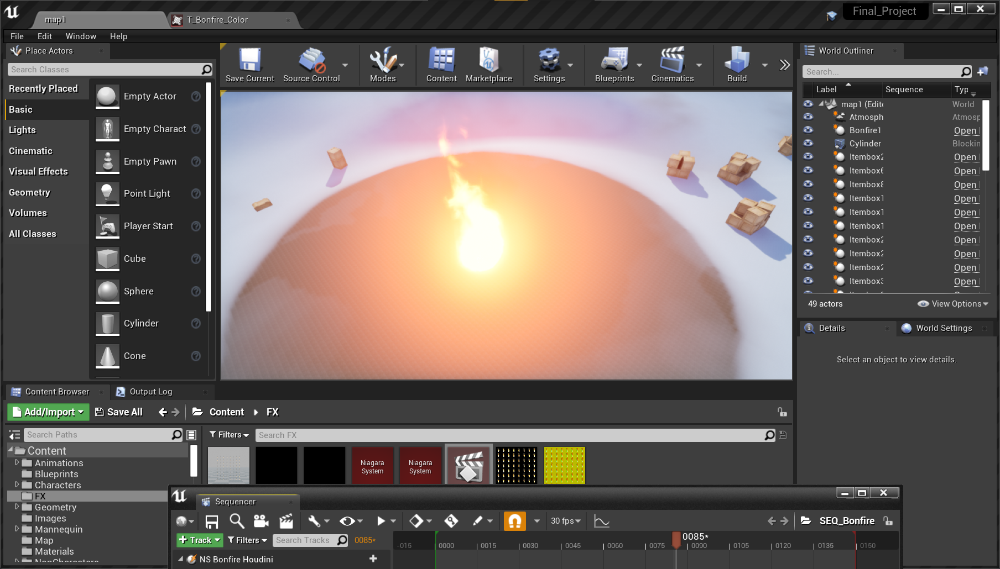 map1
T_Bonfire_Color
Final_Project
File Edit Window Help
Place Actors
Search Classes
Recently Placed
Basic
Lights
Cinematic
Visual Effects
Geometry
Volumes
All Classes
Empty Actor
Empty Charact
Empty Pawn
Point Light
Player Start
Cube
Sphere
Cylinder
Cone
Save Current
Source Control
Modes
Content
Marketplace
Settings
Blueprints
Cinematics
Build
World Outliner
Search...
Label Sequence Typ
map1 (Edito World
Atmosph Atmosp
Bonfire1 Open
Cylinder Blockin
Itembox2 Open
Itembox6 Open
Itembox8 Open
Itembox1 Open
Itembox1 Open
Itembox1 Open
Itembox2 Open
Itembox2 Open
Itembox2 Open
Itembox3 Open
49 actors View Options
Details World Settings
Select an object to view details.
Content Browser Output Log
Add/Import Save All Content FX
Search Paths
Filters Search FX
Content
Animations
Blueprints
Characters
FX
Geometry
Images
Mannequin
Map
Materials
Niagara
System
Niagara
System
Sequencer
30 fps SEQ_Bonfire
Track Filters Search Tracks 0085*
0085*
-015 0000 0015 0030 0045 0060 0075 0090 0105 0120 0135 0150
NS Bonfire Houdini